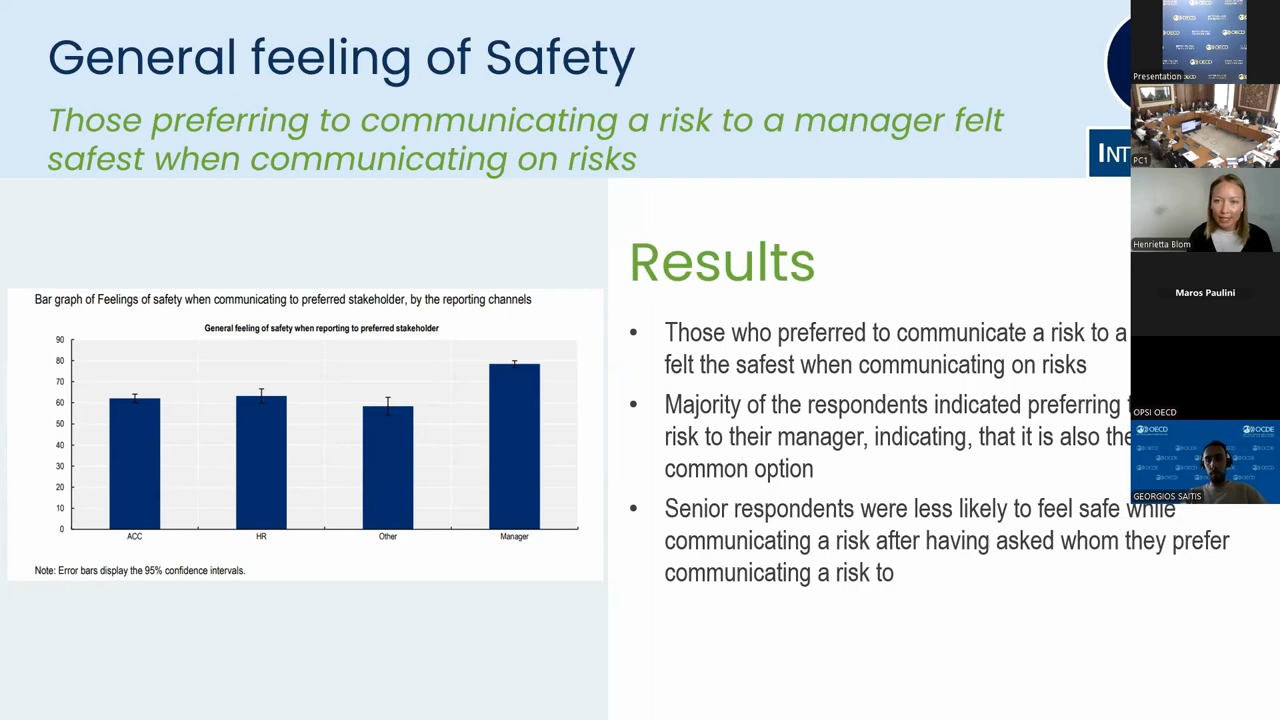 General feeling of Safety
Those preferring to communicating a risk to a manager felt
safest when communicating on risks
INT
Bar graph of Feelings of safety when communicating to preferred stakeholder, by the reporting channels
General feeling of safety when reporting to preferred stakeholder
90
80
70
60
50
40
30
20
10
0
ACC HR Other Manager
Note: Error bars display the 95% confidence intervals.
Results
• Those who preferred to communicate a risk to a
felt the safest when communicating on risks
• Majority of the respondents indicated preferring
risk to their manager, indicating, that it is also the
common option
• Senior respondents were less likely to feel safe while
communicating a risk after having asked whom they prefer
communicating a risk to
Presentation
PC1
Henrietta Blom
Maros Paulini
OPSI OECD
OECD
OCDE
GEORGIOS SAITIS